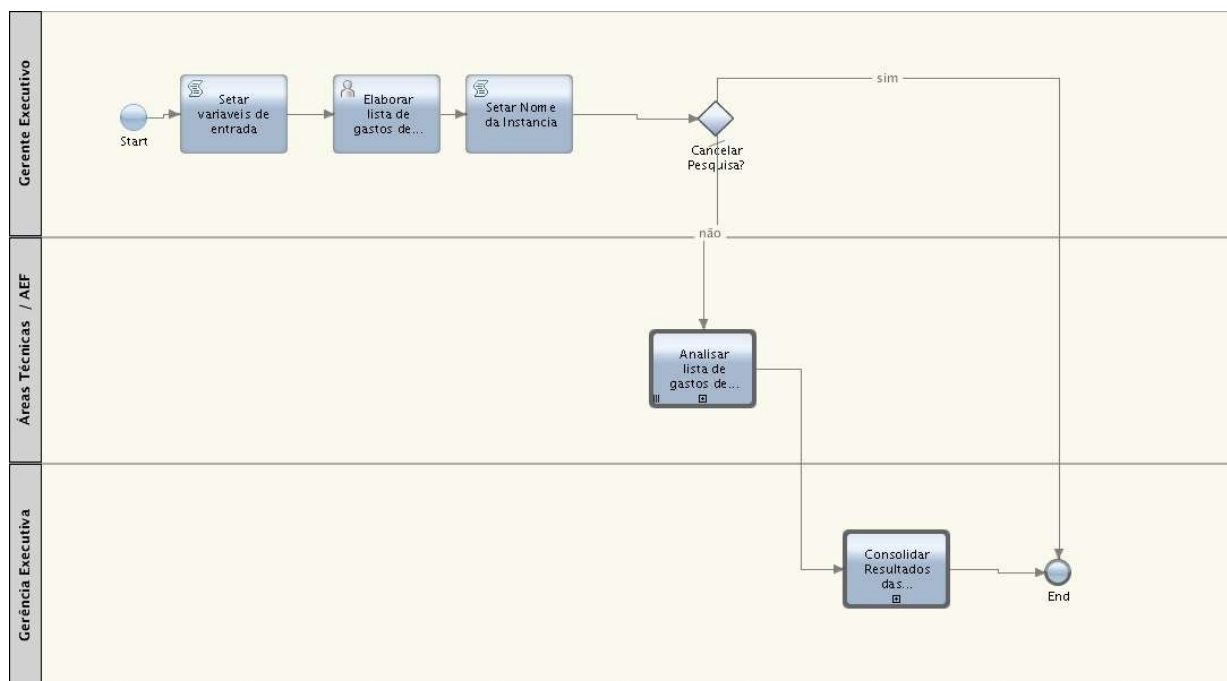 Gerente Executivo
Start
Setar
variaveis de
entrada
Elaborar
lista de
gastos de...
Setar Nome
da Instancia
Cancelar
Pesquisa?
sim
não
Áreas Técnicas / AEF
Analisar
lista de
gastos de...
Gerência Executiva
Consolidar
Resultados
das...
End